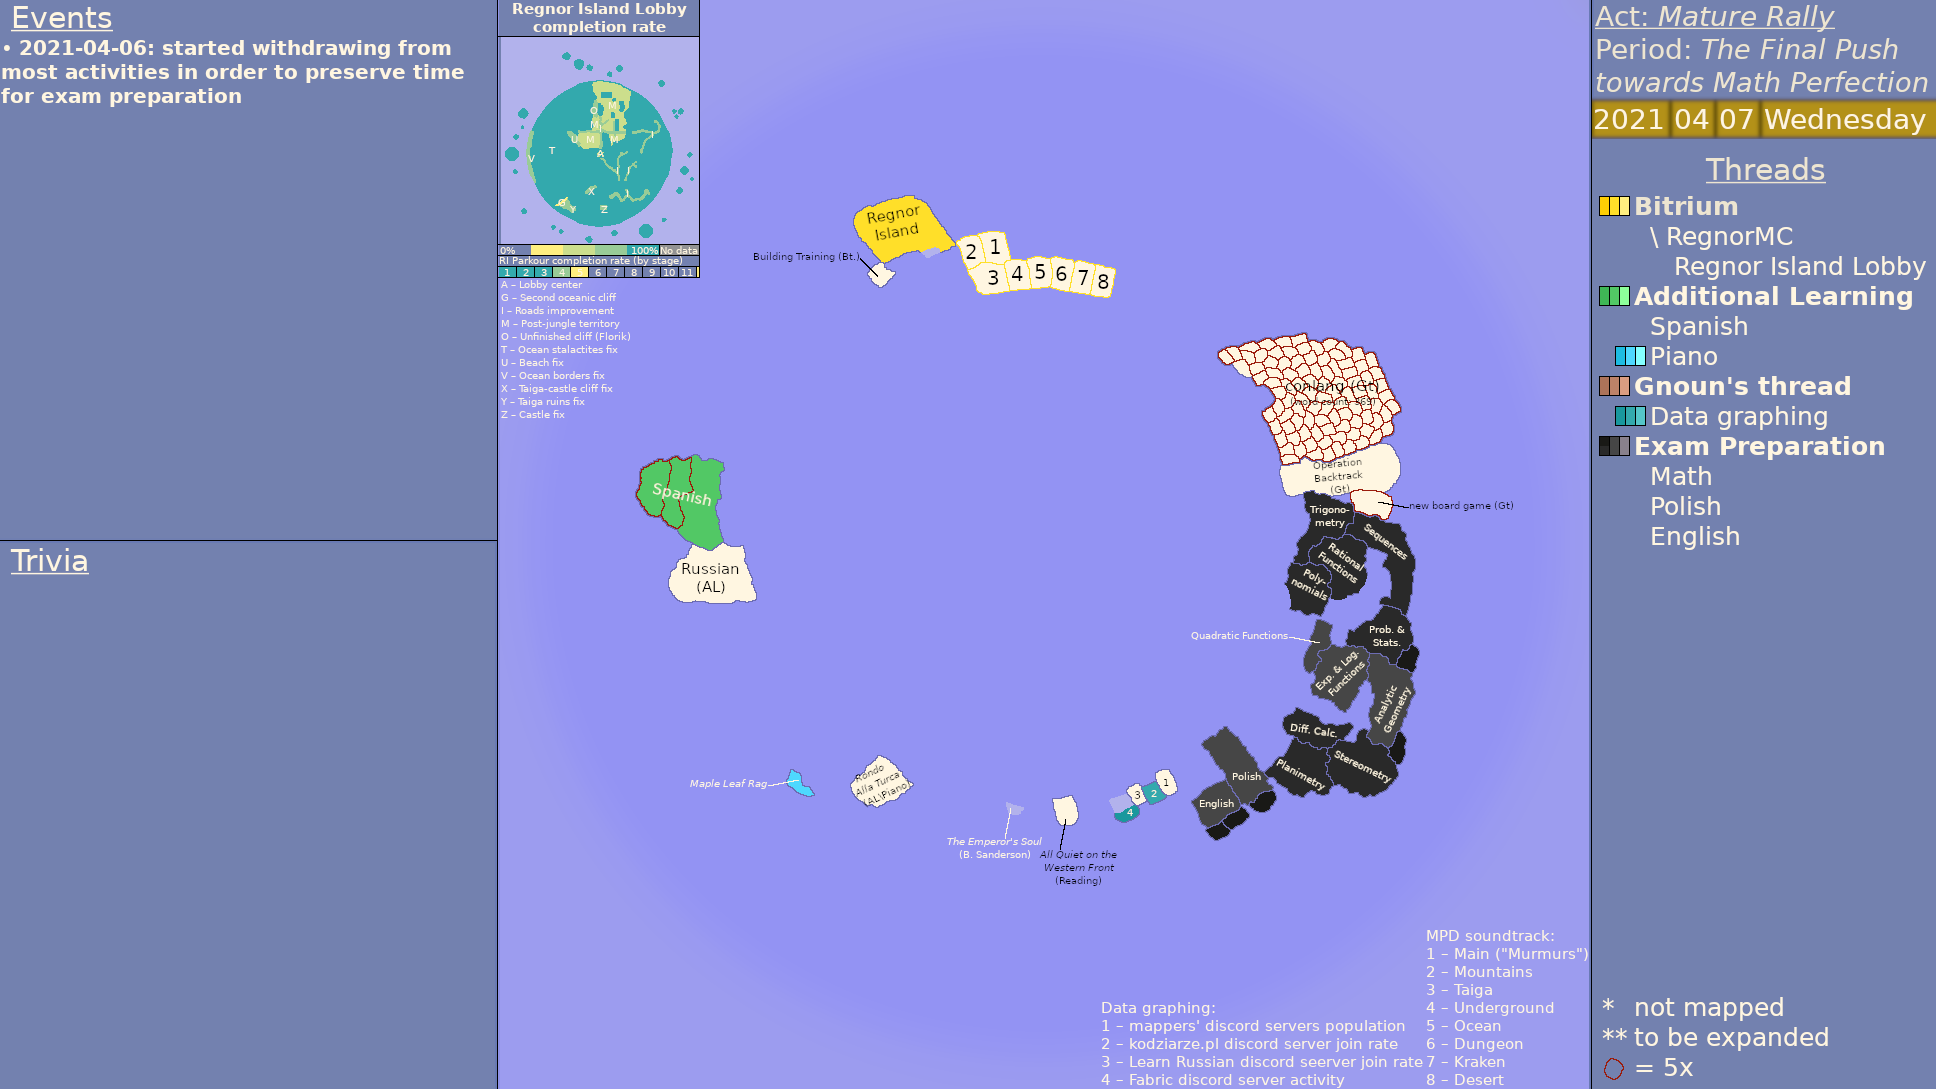 Events
• 2021-04-06: started withdrawing from
most activities in order to preserve time
for exam preparation
Trivia
Regnor Island Lobby
completion rate
O
M
M
U
M
M
I
T
V
A
I
I
X
I
G
Y
Z
0%
100%
No data
RI Parkour completion rate (by stage)
1 2 3 4 5 6 7 8 9 10 11
A – Lobby center
G – Second oceanic cliff
I – Roads improvement
M – Post-jungle territory
O – Unfinished cliff (Florik)
T – Ocean stalactites fix
U – Beach fix
V – Ocean borders fix
X – Taiga-castle cliff fix
Y – Taiga ruins fix
Z – Castle fix
Regnor
Island
Building Training (Bt.)
2 1
3 4 5 6 7 8
conlang (Gt)
Operation
Backtrack
(Gt)
new board game (Gt)
Trigono-
metry
Sequences
Rational
Functions
Poly-
nomials
Quadratic Functions
Prob. &
Stats.
Exp. & Log.
Functions
Analytic
Geometry
Diff. Calc.
Planimetry
Stereometry
Polish
English
Spanish
Russian
(AL)
Maple Leaf Rag
Rondo
Alla Turca
(AL\Piano)
The Emperor's Soul
(B. Sanderson)
All Quiet on the
Western Front
(Reading)
1
2
3
4
Data graphing:
1 – mappers' discord servers population
2 – kodziarze.pl discord server join rate
3 – Learn Russian discord seerver join rate
4 – Fabric discord server activity
MPD soundtrack:
1 – Main ("Murmurs")
2 – Mountains
3 – Taiga
4 – Underground
5 – Ocean
6 – Dungeon
7 – Kraken
8 – Desert
Act: Mature Rally
Period: The Final Push
towards Math Perfection
2021 04 07 Wednesday
Threads
Bitrium
\ RegnorMC
Regnor Island Lobby
Additional Learning
Spanish
Piano
Gnoun's thread
Data graphing
Exam Preparation
Math
Polish
English
* not mapped
** to be expanded
= 5x